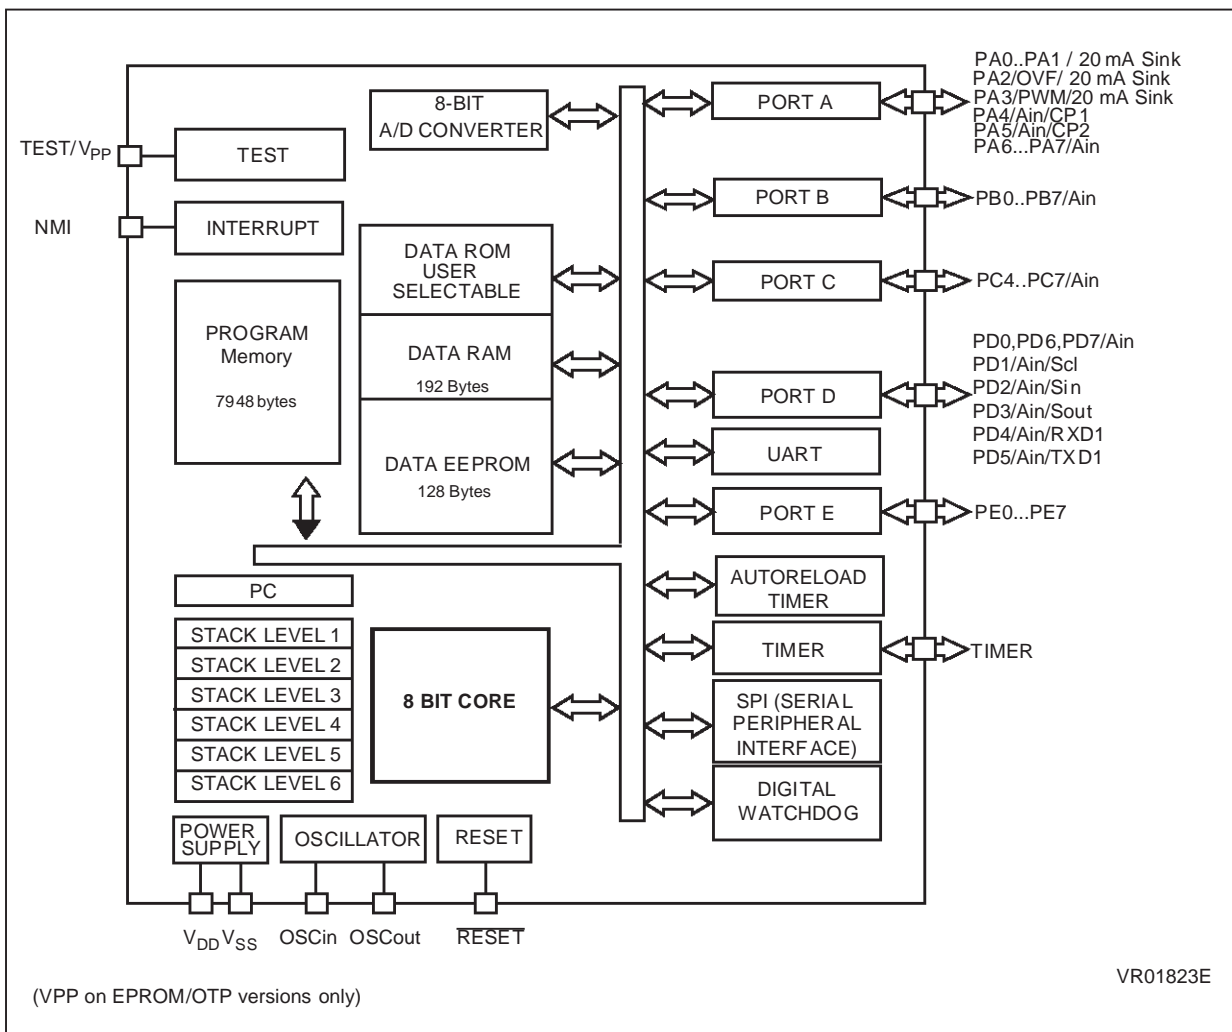 PA0..PA1 / 20 mA Sink
PA2/OVF/ 20 mA Sink
PA3/PWM/20 mA Sink
PA4/Ain/CP1
PA5/Ain/CP2
PA6...PA7/Ain
8-BIT
A/D CONVERTER
PORT A
TEST/VPP
TEST
NMI
INTERRUPT
PORT B
PB0..PB7/Ain
DATA ROM
USER
SELECTABLE
PORT C
PC4..PC7/Ain
PROGRAM
Memory
7948 bytes
DATA RAM
192 Bytes
PORT D
PD0,PD6,PD7/Ain
PD1/Ain/Scl
PD2/Ain/Sin
PD3/Ain/Sout
PD4/Ain/RXD1
PD5/Ain/TXD1
DATA EEPROM
128 Bytes
UART
PORT E
PE0...PE7
PC
AUTORELOAD
TIMER
STACK LEVEL 1
STACK LEVEL 2
STACK LEVEL 3
STACK LEVEL 4
STACK LEVEL 5
STACK LEVEL 6
8 BIT CORE
TIMER
TIMER
SPI (SERIAL
PERIPHERAL
INTERFACE)
DIGITAL
WATCHDOG
POWER
SUPPLY
OSCILLATOR
RESET
VDD VSS
OSCin OSCout
RESET
VR01823E
(VPP on EPROM/OTP versions only)